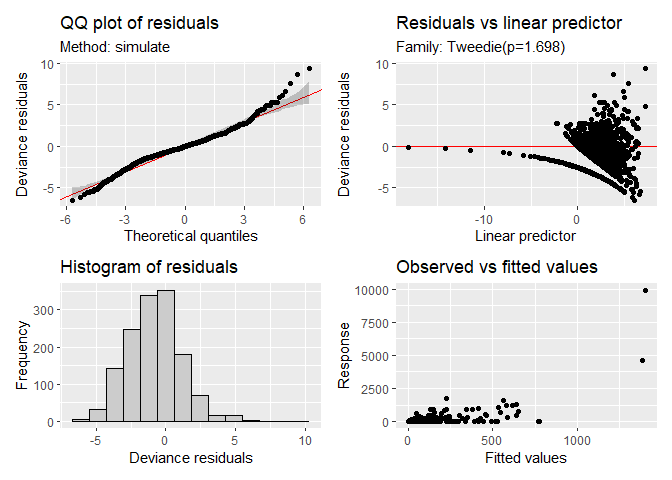 QQ plot of residuals
Method: simulate
Deviance residuals
10
5
0
-5
-6
-3
0
3
6
Theoretical quantiles
Residuals vs linear predictor
Family: Tweedie(p=1.698)
Deviance residuals
10
5
0
-5
-10
0
Linear predictor
Histogram of residuals
Frequency
300
200
100
0
-5
0
5
10
Deviance residuals
Observed vs fitted values
Response
10000
7500
5000
2500
0
0
500
1000
Fitted values